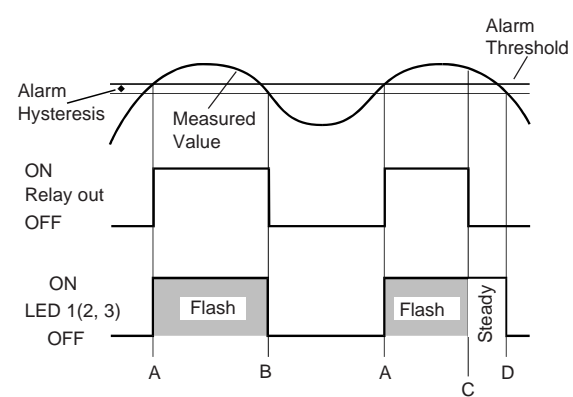 Alarm
Threshold
Alarm
Hysteresis
Measured
Value
ON
Relay out
OFF
ON
LED 1(2, 3)
OFF
Flash
Flash
Steady
A
B
A
C
D